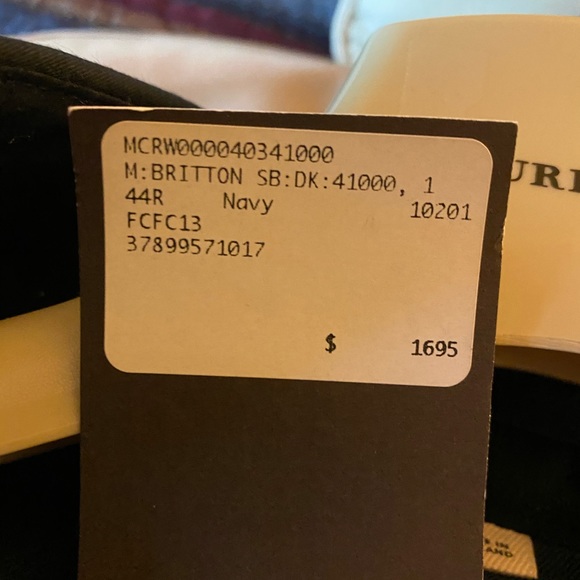 MCRW000040341000
M:BRITTON SB:DK:41000, 1
44R Navy 10201
FCFC13
37899571017
$ 1695